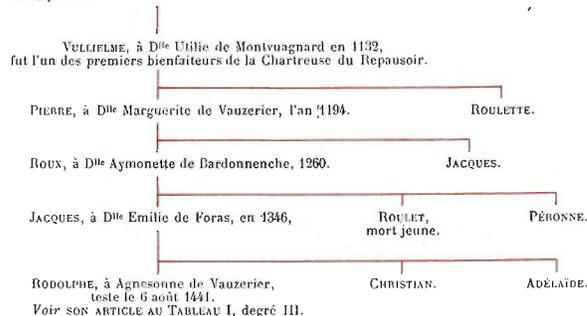 VULLIELME, à Dlle Utilie de Montvuagnard en 1132,
fut l'un des premiers bienfaiteurs de la Chartreuse du Repausoir.
PIERRE, à Dlle Marguerite de Vauzerier, l'an 1194. ROULETTE.
ROUX, à Dlle Aymonette de Bardonnenche, 1260. JACQUES.
JACQUES, à Dlle Emilie de Foras, en 1346, ROULET, PÉRONNE.
mort jeune.
RODOLPHE, à Agnesonne de Vauzerier, CHRISTIAN. ADÉLAÏDE.
teste le 6 août 1441.
Voir SON ARTICLE AU TABLEAU I, degré III.